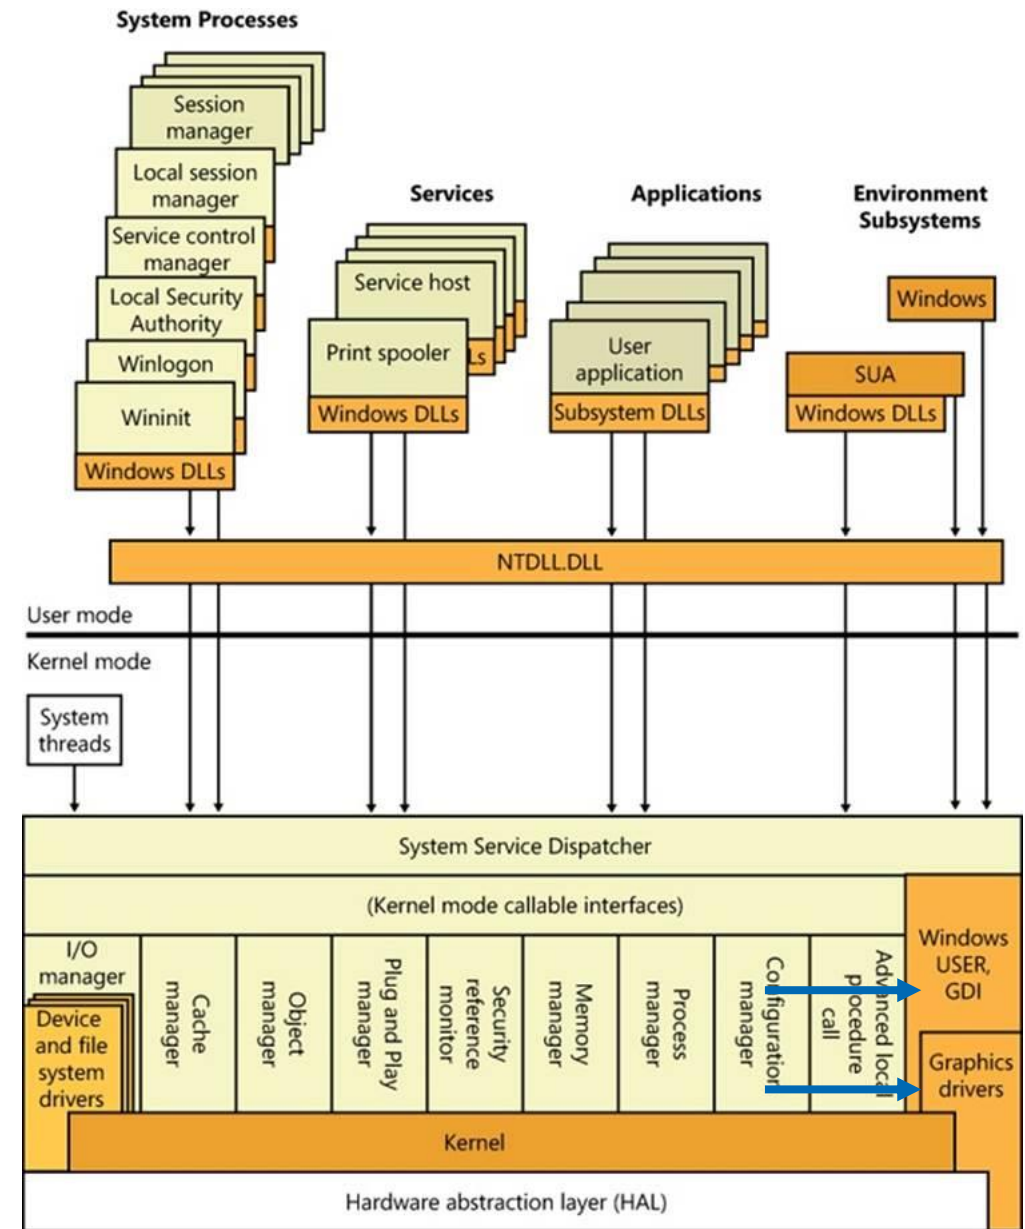 System Processes
Session
manager
Local session
manager
Service control
manager
Local Security
Authority
Winlogon
Wininit
Windows DLLs
Services
Service host
Print spooler
Ls
Windows DLLs
Applications
User
application
Subsystem DLLs
Environment
Subsystems
Windows
SUA
Windows DLLs
NTDLL.DLL
User mode
Kernel mode
System
threads
System Service Dispatcher
(Kernel mode callable interfaces)
I/O
manager
Device
and file
system
drivers
Cache
manager
Object
manager
Plug and Play
manager
Security
reference
monitor
Memory
manager
Process
manager
Configuration
manager
Advanced local
procedure
call
Windows
USER,
GDI
Graphics
drivers
Kernel
Hardware abstraction layer (HAL)